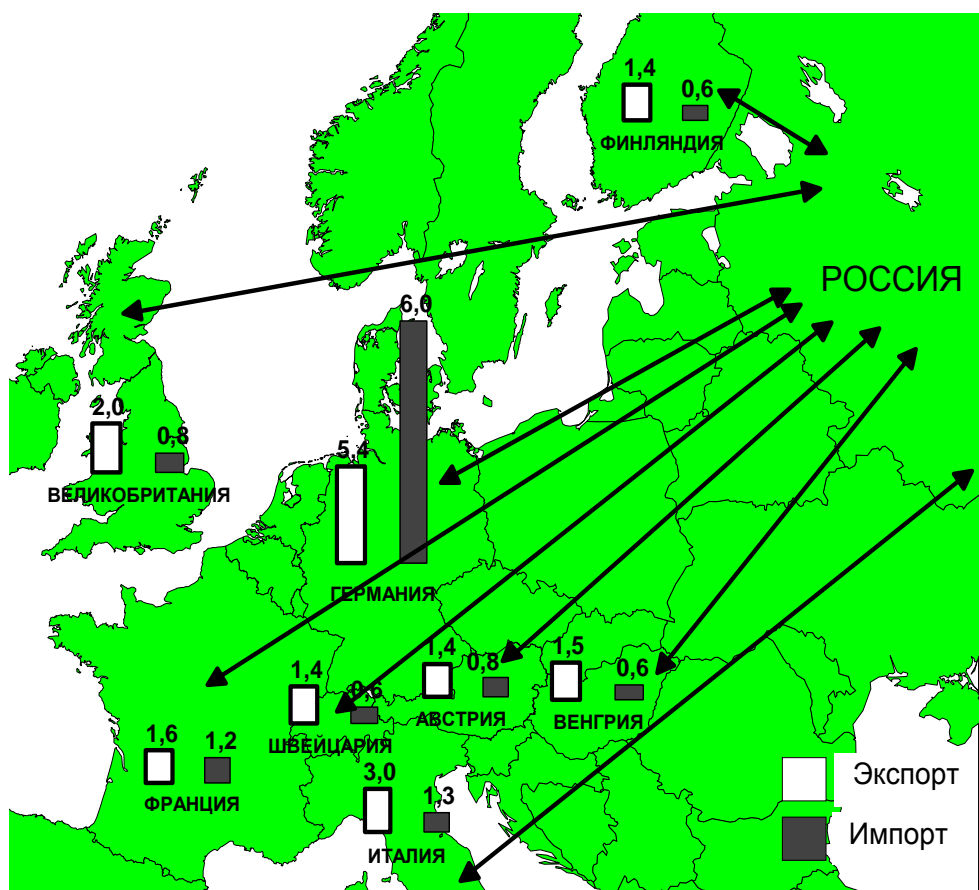 1,4
0,6
ФИНЛЯНДИЯ
РОССИЯ
6,0
2,0
0,8
ВЕЛИКОБРИТАНИЯ
5,4
ГЕРМАНИЯ
1,4
0,6
ШВЕЙЦАРИЯ
1,4
0,8
АВСТРИЯ
1,5
0,6
ВЕНГРИЯ
1,6
1,2
ФРАНЦИЯ
3,0
1,3
ИТАЛИЯ
Экспорт
Импорт